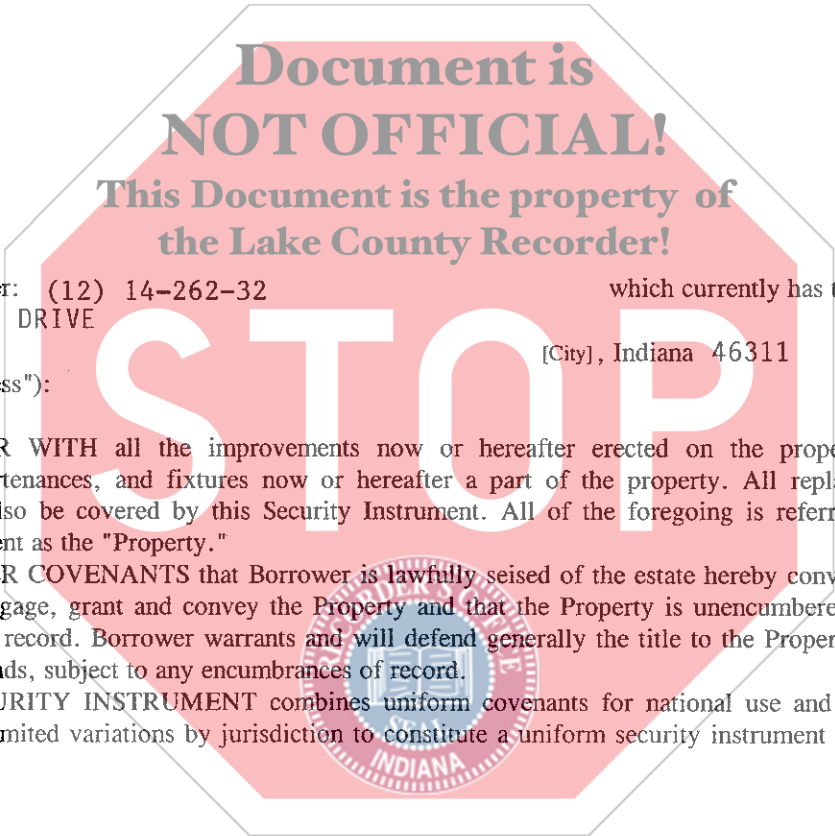 Document is
NOT OFFICIAL!
This Document is the property of
the Lake County Recorder!
r: (12) 14-262-32 which currently has t
DRIVE
[City], Indiana 46311
ss"):
STOP
R WITH all the improvements now or hereafter erected on the prope
tenances, and fixtures now or hereafter a part of the property. All repl
lso be covered by this Security Instrument. All of the foregoing is referr
ent as the "Property."
R COVENANTS that Borrower is lawfully seised of the estate hereby conv
gage, grant and convey the Property and that the Property is unencumbere
record. Borrower warrants and will defend generally the title to the Proper
ds, subject to any encumbrances of record.
URITY INSTRUMENT combines uniform covenants for national use and
mited variations by jurisdiction to constitute a uniform security instrument
RECORDER'S OFFICE
SEAL
INDIANA